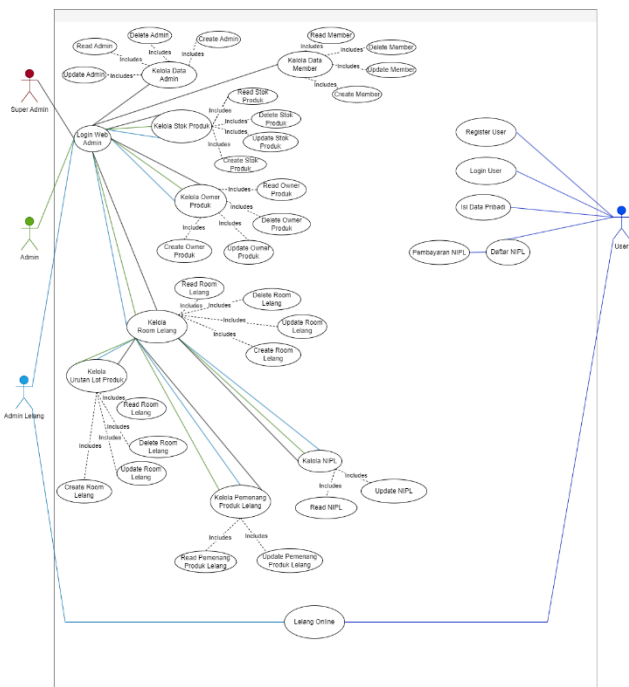 Read Admin
Delete Admin
Create Admin
Update Admin
Includes
Includes
Includes
Includes
Kelola Data
Admin
Read Member
Includes
Delete Member
Includes
Kelola Data
Member
Includes
Update Member
Includes
Create Member
Super Admin
Login Web
Admin
Kelola Stok Produk
Read Stok
Produk
Includes
Delete Stok
Produk
Includes
Includes
Update Stok
Produk
Includes
Create Stok
Produk
Register User
Login User
Isi Data Pribadi
User
Pembayaran NIPL
Daftar NIPL
Admin
Kelola Owner
Produk
Includes
Read Owner
Produk
Includes
Delete Owner
Produk
Includes
Includes
Create Owner
Produk
Update Owner
Produk
Read Room
Lelang
Includes
Includes
Delete Room
Lelang
Kelola
Room Lelang
Includes
Update Room
Lelang
Includes
Create Room
Lelang
Admin Lelang
Kelola
Urutan Lot Produk
Read Room
Lelang
Includes
Includes
Delete Room
Lelang
Includes
Includes
Update Room
Lelang
Create Room
Lelang
Kelola NIPL
Includes
Includes
Read NIPL
Update NIPL
Kelola Pemenang
Produk Lelang
Includes
Includes
Read Pemenang
Produk Lelang
Update Pemenang
Produk Lelang
Lelang Online